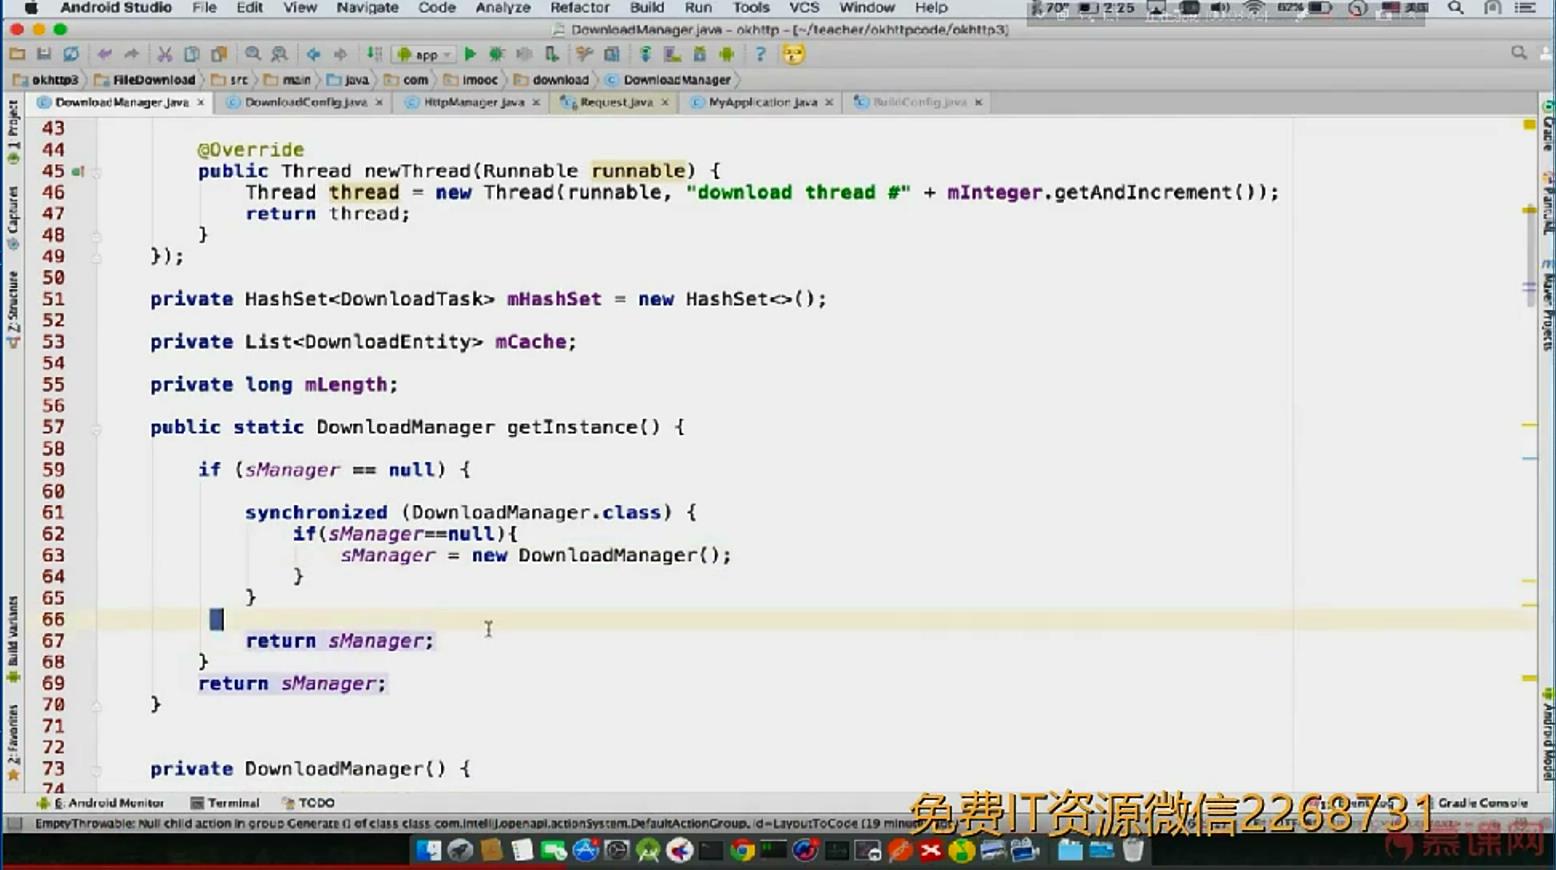 Android Studio File Edit View Navigate Code Analyze Refactor Build Run Tools VCS Window Help 70° 2:25 82%
DownloadManager.java - okhttp - [~/teacher/okhttpcode/okhttp3]
app
okhttp3 FileDownload src main java com imooc download DownloadManager
DownloadManager.java DownloadConfig.java HttpManager.java Request.java MyApplication.java BuildConfig.java
1: Project
Captures
Z: Structure
Build Variants
2: Favorites
43
44 @Override
45 public Thread newThread(Runnable runnable) {
46 Thread thread = new Thread(runnable, "download thread #" + mInteger.getAndIncrement());
47 return thread;
48 }
49 });
50
51 private HashSet<DownloadTask> mHashSet = new HashSet<>();
52
53 private List<DownloadEntity> mCache;
54
55 private long mLength;
56
57 public static DownloadManager getInstance() {
58
59 if (sManager == null) {
60
61 synchronized (DownloadManager.class) {
62 if(sManager==null){
63 sManager = new DownloadManager();
64 }
65 }
66
67 return sManager;
68 }
69 return sManager;
70 }
71
72
73 private DownloadManager() {
74
Gradle
PlantUML
Maven Projects
Android Model
6: Android Monitor Terminal TODO Gradle Console
EmptyThrowable: Null child action in group Generate () of class class com.intellij.openapi.actionSystem.DefaultActionGroup, id=LayoutToCode (19 minu
免费IT资源微信2268731
慕课网